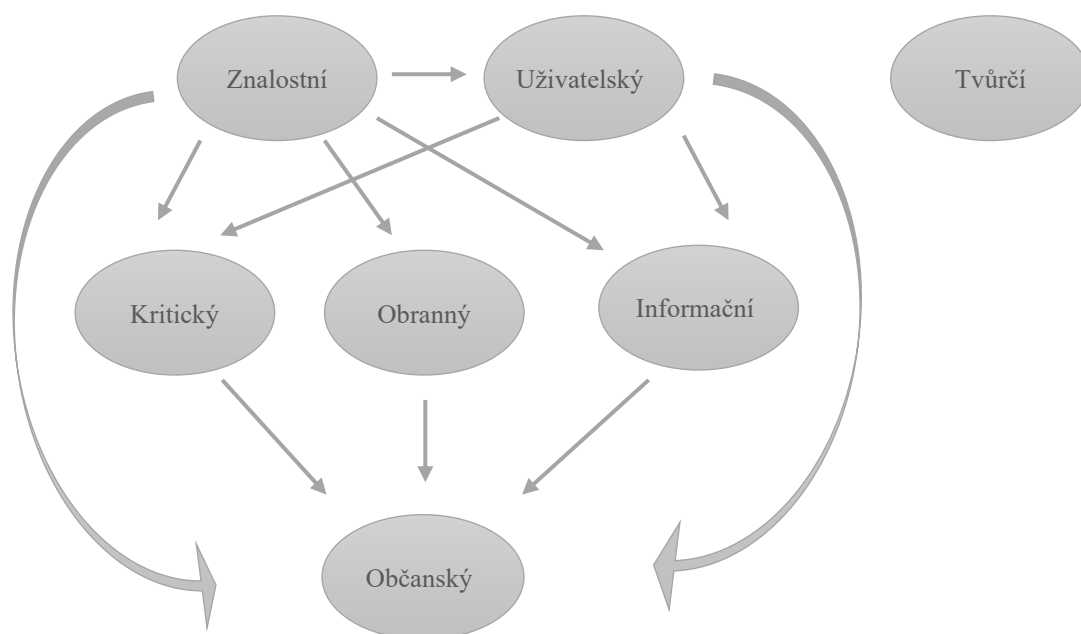 Znalostní
Uživatelský
Tvůrčí
Kritický
Obranný
Informační
Občanský